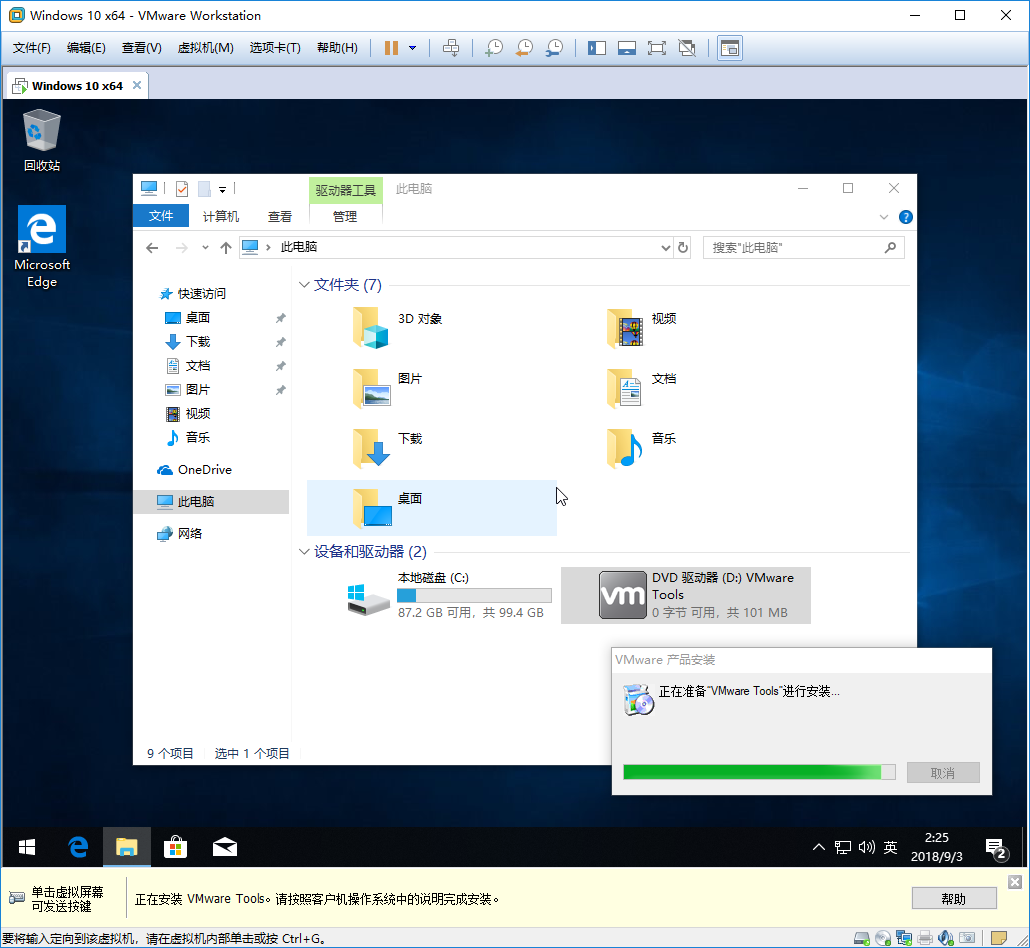 Windows 10 x64 - VMware Workstation
文件(F) 编辑(E) 查看(V) 虚拟机(M) 选项卡(T) 帮助(H)
Windows 10 x64
回收站
Microsoft
Edge
驱动器工具 此电脑
文件 计算机 查看 管理
此电脑
搜索"此电脑"
快速访问
桌面
下载
文档
图片
视频
音乐
OneDrive
此电脑
网络
文件夹 (7)
3D 对象
视频
图片
文档
下载
音乐
桌面
设备和驱动器 (2)
本地磁盘 (C:)
87.2 GB 可用，共 99.4 GB
DVD 驱动器 (D:) VMware
Tools
0 字节 可用，共 101 MB
vm
9 个项目 选中 1 个项目
VMware 产品安装
正在准备"VMware Tools"进行安装...
取消
英
2:25
2018/9/3
2
单击虚拟屏幕
可发送按键
正在安装 VMware Tools。请按照客户机操作系统中的说明完成安装。
帮助
要将输入定向到该虚拟机，请在虚拟机内部单击或按 Ctrl+G。